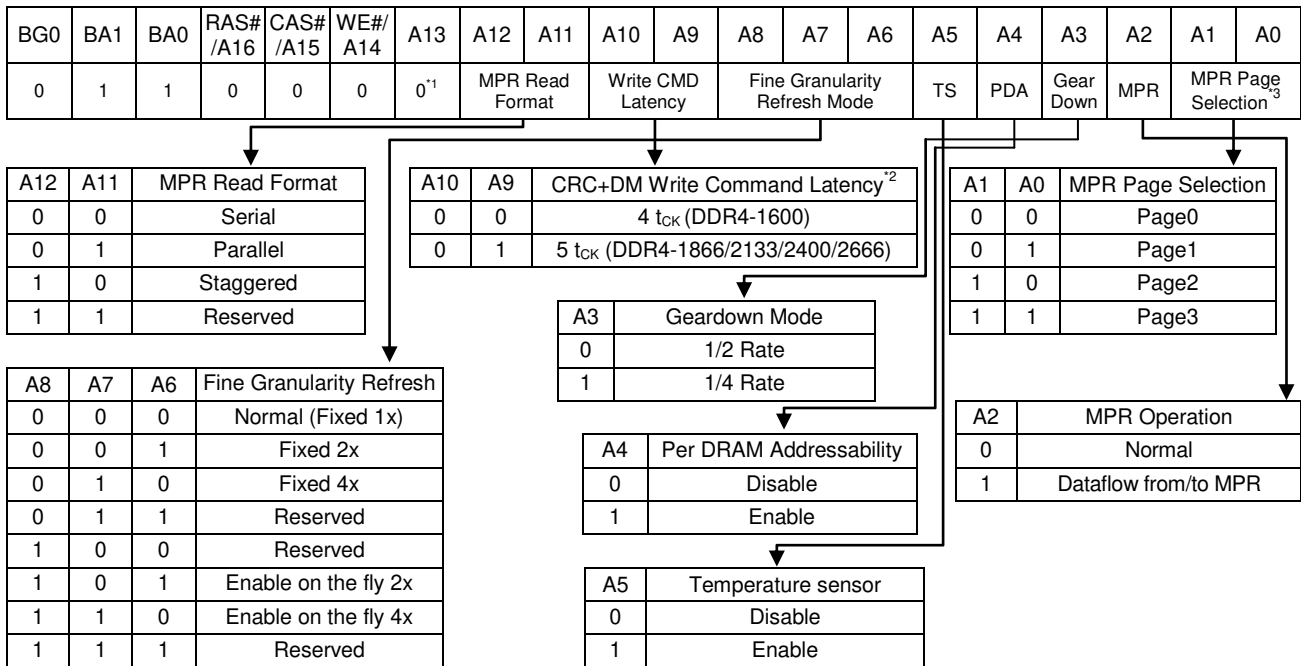 BG0 BA1 BA0 RAS#/A16 CAS#/A15 WE#/A14 A13 A12 A11 A10 A9 A8 A7 A6 A5 A4 A3 A2 A1 A0
0 1 1 0 0 0 0*1 MPR Read Format Write CMD Latency Fine Granularity Refresh Mode TS PDA Gear Down MPR MPR Page Selection*3
A12 A11 MPR Read Format
0 0 Serial
0 1 Parallel
1 0 Staggered
1 1 Reserved
A10 A9 CRC+DM Write Command Latency*2
0 0 4 tCK (DDR4-1600)
0 1 5 tCK (DDR4-1866/2133/2400/2666)
A1 A0 MPR Page Selection
0 0 Page0
0 1 Page1
1 0 Page2
1 1 Page3
A3 Geardown Mode
0 1/2 Rate
1 1/4 Rate
A8 A7 A6 Fine Granularity Refresh
0 0 0 Normal (Fixed 1x)
0 0 1 Fixed 2x
0 1 0 Fixed 4x
0 1 1 Reserved
1 0 0 Reserved
1 0 1 Enable on the fly 2x
1 1 0 Enable on the fly 4x
1 1 1 Reserved
A4 Per DRAM Addressability
0 Disable
1 Enable
A2 MPR Operation
0 Normal
1 Dataflow from/to MPR
A5 Temperature sensor
0 Disable
1 Enable